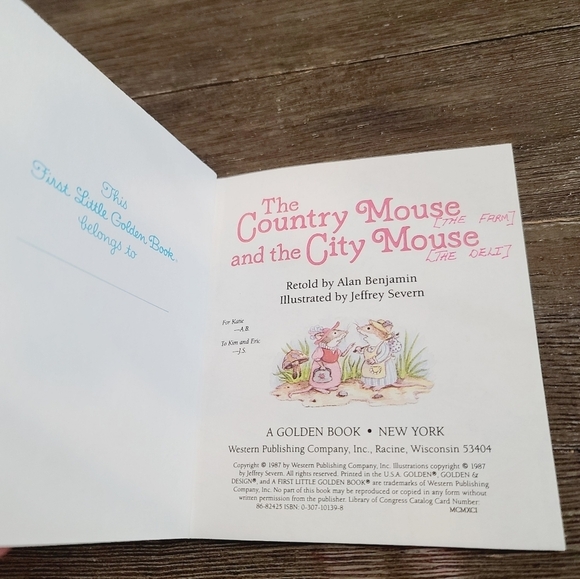 This
First Little Golden Book
belongs to
The
Country Mouse
[THE FARM]
and the City Mouse
[THE DELI]
Retold by Alan Benjamin
Illustrated by Jeffrey Severn
For Katie
—A.B.
To Kim and Eric
—J.S.
A GOLDEN BOOK • NEW YORK
Western Publishing Company, Inc., Racine, Wisconsin 53404
Copyright © 1987 by Western Publishing Company, Inc. Illustrations copyright © 1987
by Jeffrey Severn. All rights reserved. Printed in the U.S.A. GOLDEN®, GOLDEN &
DESIGN®, and A FIRST LITTLE GOLDEN BOOK® are trademarks of Western Publishing
Company, Inc. No part of this book may be reproduced or copied in any form without
written permission from the publisher. Library of Congress Catalog Card Number:
86-82425 ISBN: 0-307-10139-8 MCMXCI